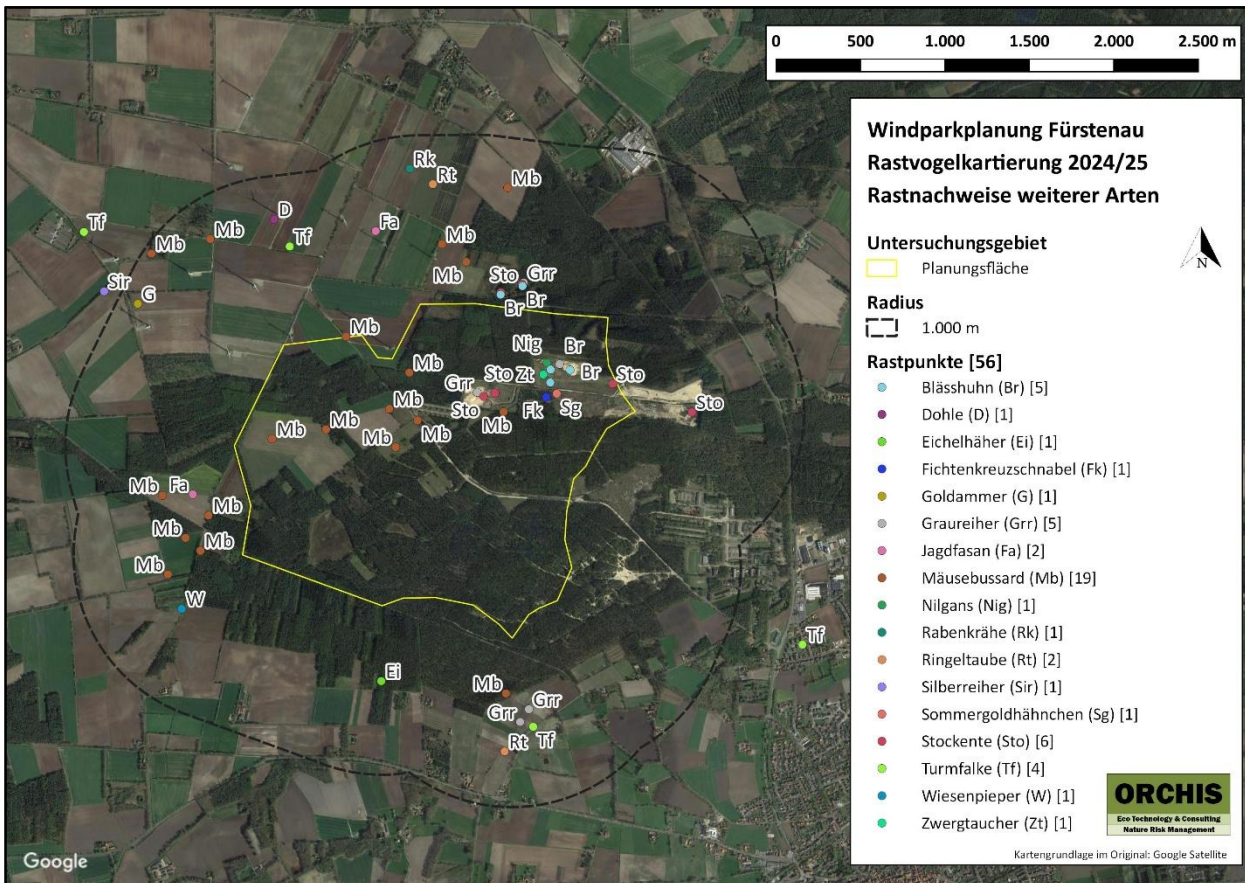 0 500 1.000 1.500 2.000 2.500 m
Windparkplanung Fürstenau
Rastvogelkartierung 2024/25
Rastnachweise weiterer Arten
N
Untersuchungsgebiet
Planungsfläche
Radius
1.000 m
Rastpunkte [56]
Blässhuhn (Br) [5]
Dohle (D) [1]
Eichelhäher (Ei) [1]
Fichtenkreuzschnabel (Fk) [1]
Goldammer (G) [1]
Graureiher (Grr) [5]
Jagdfasan (Fa) [2]
Mäusebussard (Mb) [19]
Nilgans (Nig) [1]
Rabenkrähe (Rk) [1]
Ringeltaube (Rt) [2]
Silberreiher (Sir) [1]
Sommergoldhähnchen (Sg) [1]
Stockente (Sto) [6]
Turmfalke (Tf) [4]
Wiesenpieper (W) [1]
Zwergtaucher (Zt) [1]
ORCHIS
Eco Technology & Consulting
Nature Risk Management
Kartengrundlage im Original: Google Satellite
Rk
Rt
Mb
D
Tf
Fa
Tf
Mb
Mb
Mb
Mb
Sir
G
Sto
Grr
Br
Br
Mb
Nig
Br
Mb
Zt
Br
Sto
Grr
Sto
Sto
Mb
Fk
Sg
Sto
Mb
Mb
Mb
Mb
Mb
Mb
Fa
Mb
Mb
Mb
Mb
W
Tf
Ei
Mb
Grr
Grr
Tf
Rt
Google